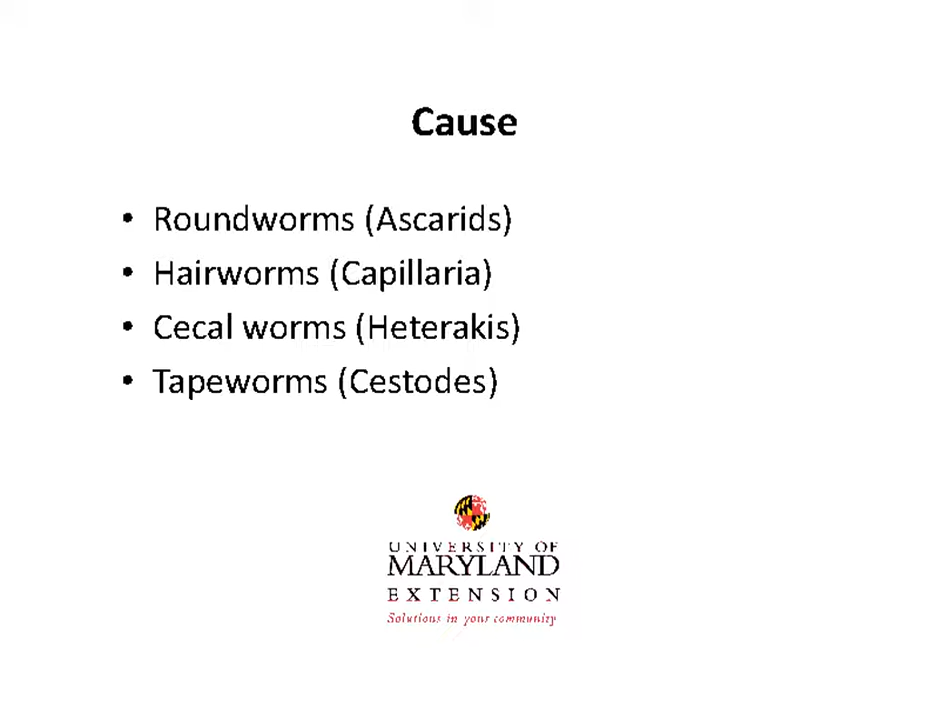 Cause
• Roundworms (Ascarids)
• Hairworms (Capillaria)
• Cecal worms (Heterakis)
• Tapeworms (Cestodes)
UNIVERSITY OF
MARYLAND
EXTENSION
Solutions in your community